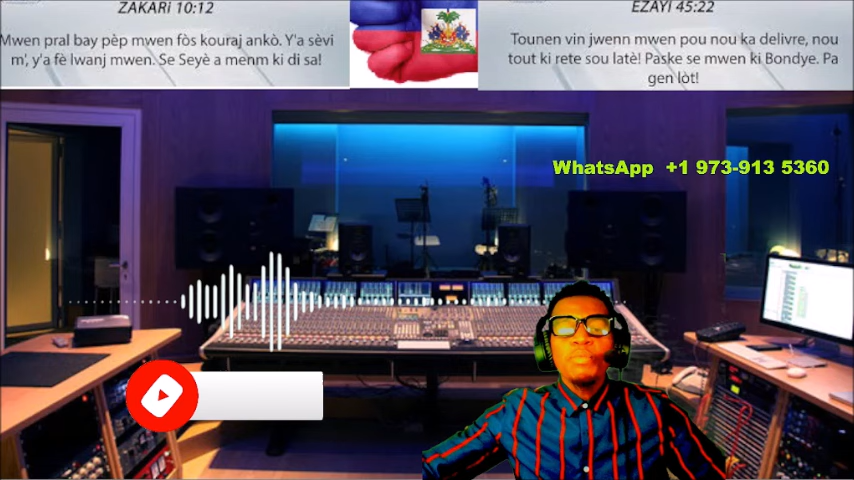 ZAKARi 10:12
Mwen pral bay pèp mwen fòs kouraj ankò. Y'a sèvi
m', y'a fè lwanj mwen. Se Seyè a menm ki di sa!
EZAYI 45:22
Tounen vin jwenn mwen pou nou ka delivre, nou
tout ki rete sou latè! Paske se mwen ki Bondye. Pa
gen lòt!
WhatsApp +1 973-913 5360